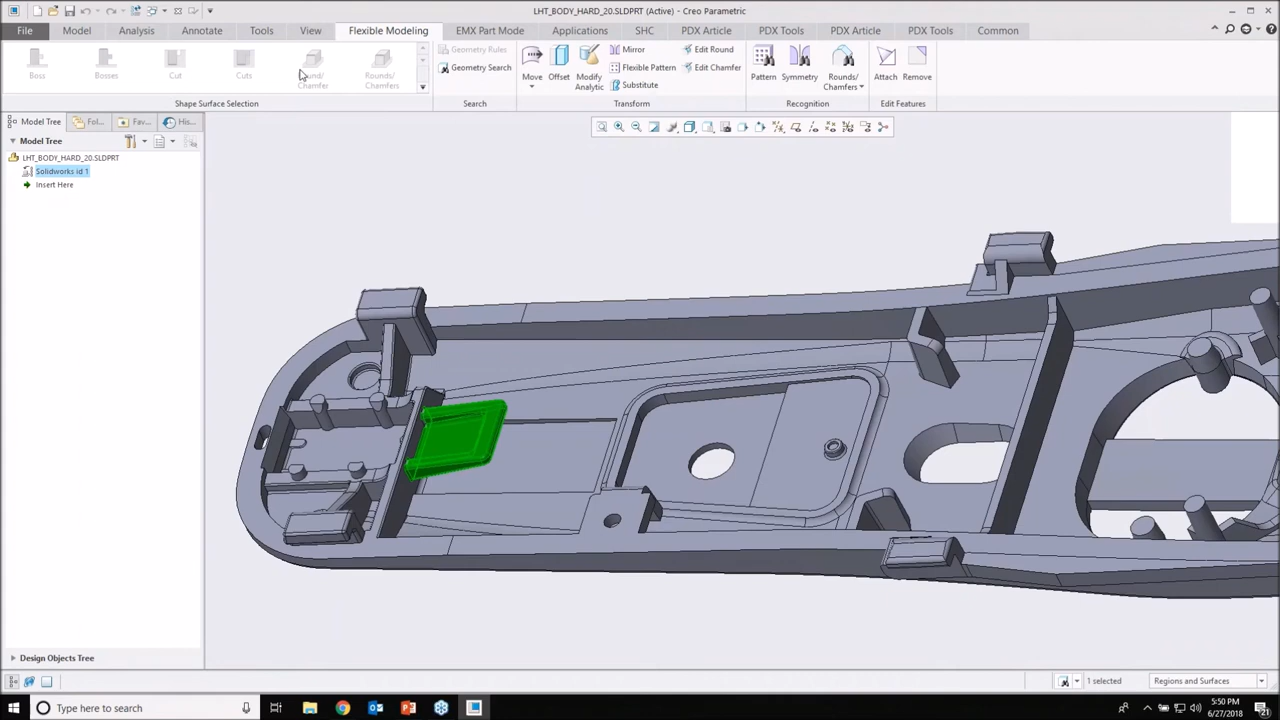 LHT_BODY_HARD_20.SLDPRT (Active) - Creo Parametric
File Model Analysis Annotate Tools View Flexible Modeling EMX Part Mode Applications SHC PDX Article PDX Tools PDX Article PDX Tools Common
Boss Bosses Cut Cuts Round/ Chamfer Rounds/ Chamfers
Shape Surface Selection
Geometry Rules
Geometry Search
Search
Move Offset Modify Analytic
Mirror Edit Round
Flexible Pattern Edit Chamfer
Substitute
Transform
Pattern Symmetry Rounds/ Chamfers
Recognition
Attach Remove
Edit Features
Model Tree Fol... Fav... His...
Model Tree
LHT_BODY_HARD_20.SLDPRT
Solidworks id 1
Insert Here
Design Objects Tree
1 selected Regions and Surfaces
Type here to search
5:50 PM
6/27/2018
21